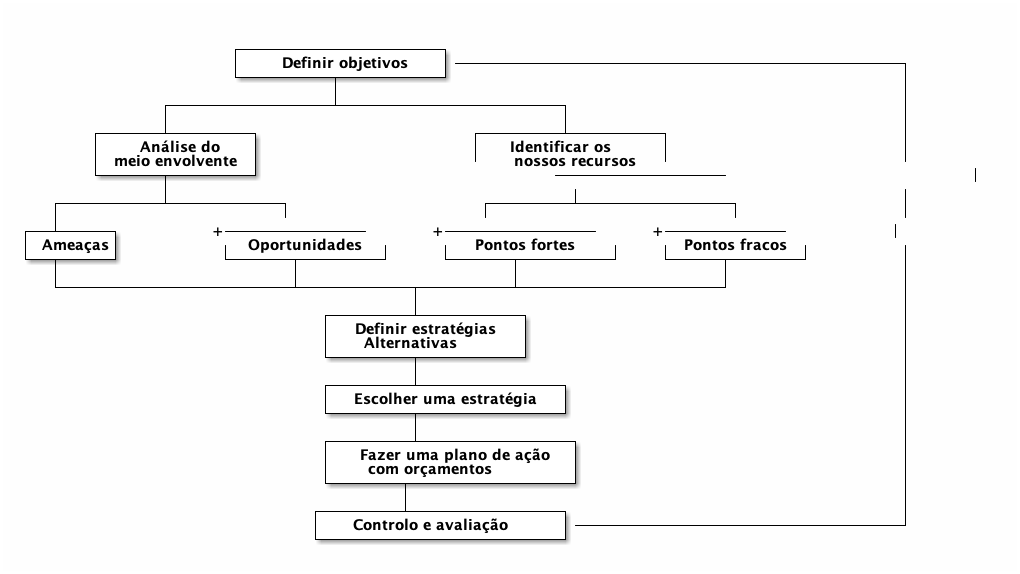 Definir objetivos
Análise do
meio envolvente
Identificar os
nossos recursos
Ameaças
+
Oportunidades
+
Pontos fortes
+
Pontos fracos
Definir estratégias
Alternativas
Escolher uma estratégia
Fazer uma plano de ação
com orçamentos
Controlo e avaliação